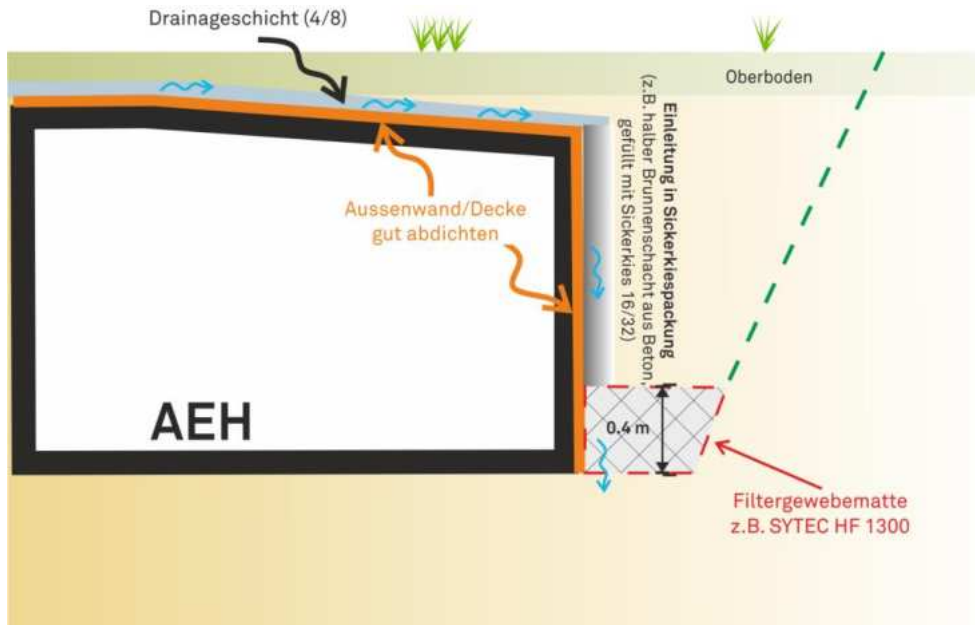 Drainageschicht (4/8)
Oberboden
Einleitung in Sickerkiespackung
(z.B. halber Brunnenschacht aus Beton,
gefüllt mit Sickerkies 16/32)
Aussenwand/Decke
gut abdichten
AEH
0.4 m
Filtergewebematte
z.B. SYTEC HF 1300